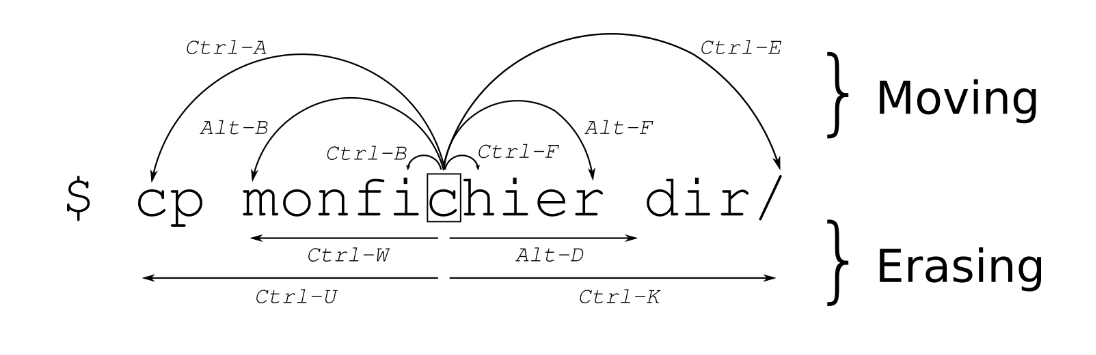 Ctrl-A
Ctrl-E
Moving
Alt-B
Alt-F
Ctrl-B
Ctrl-F
$ cp monfichier dir/
Ctrl-W
Alt-D
Erasing
Ctrl-U
Ctrl-K